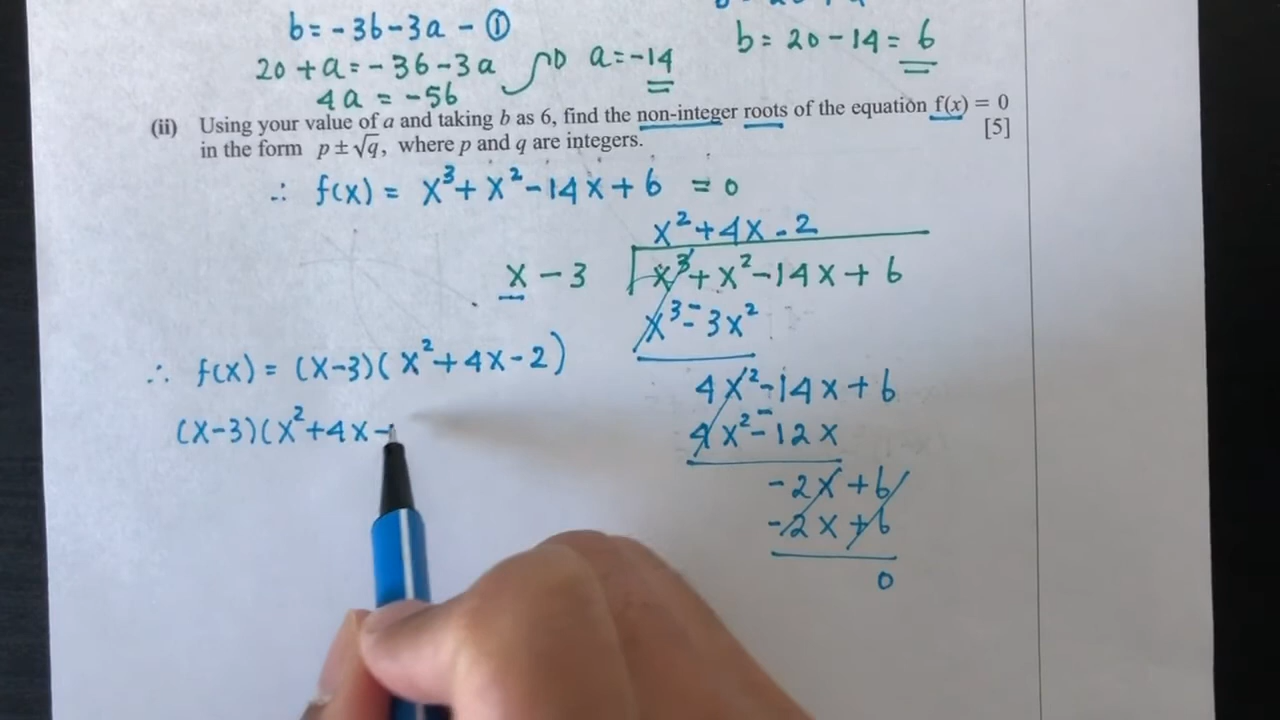 b = -3b - 3a - ①
20 + a = -36 - 3a
a = -14
4a = -56
b = 20 - 14 = 6
(ii) Using your value of a and taking b as 6, find the non-integer roots of the equation f(x) = 0
in the form p ± √q, where p and q are integers. [5]
∴ f(x) = x³ + x² - 14x + 6 = 0
x² + 4x - 2
x - 3 x³ + x² - 14x + 6
x³ - 3x²
∴ f(x) = (x-3)(x² + 4x - 2)
4x² - 14x + 6
(x-3)(x² + 4x -
4x² - 12x
-2x + 6
-2x + 6
0